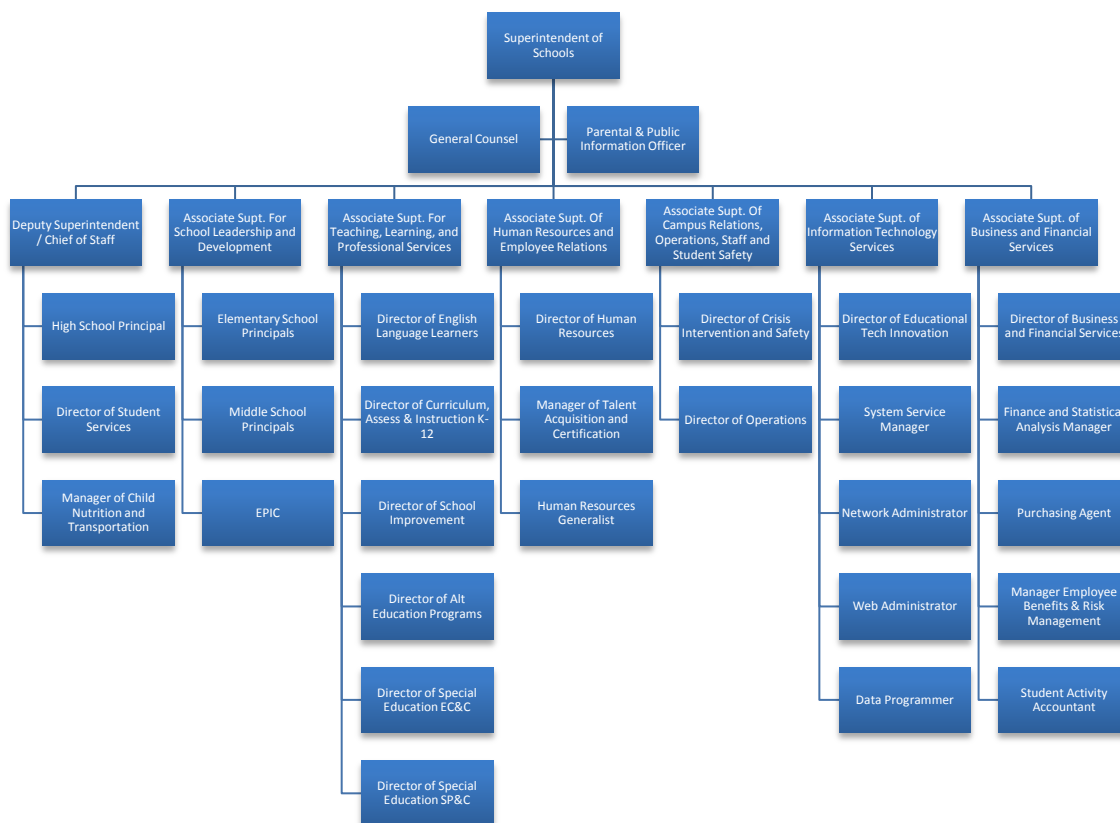 Superintendent of
Schools
General Counsel
Parental & Public
Information Officer
Deputy Superintendent
/ Chief of Staff
Associate Supt. For
School Leadership and
Development
Associate Supt. For
Teaching, Learning, and
Professional Services
Associate Supt. Of
Human Resources and
Employee Relations
Associate Supt. Of
Campus Relations,
Operations, Staff and
Student Safety
Associate Supt. of
Information Technology
Services
Associate Supt. of
Business and Financial
Services
High School Principal
Director of Student
Services
Manager of Child
Nutrition and
Transportation
Elementary School
Principals
Middle School
Principals
EPIC
Director of English
Language Learners
Director of Curriculum,
Assess & Instruction K-
12
Director of School
Improvement
Director of Alt
Education Programs
Director of Special
Education EC&C
Director of Special
Education SP&C
Director of Human
Resources
Manager of Talent
Acquisition and
Certification
Human Resources
Generalist
Director of Crisis
Intervention and Safety
Director of Operations
Director of Educational
Tech Innovation
System Service
Manager
Network Administrator
Web Administrator
Data Programmer
Director of Business
and Financial Services
Finance and Statistical
Analysis Manager
Purchasing Agent
Manager Employee
Benefits & Risk
Management
Student Activity
Accountant